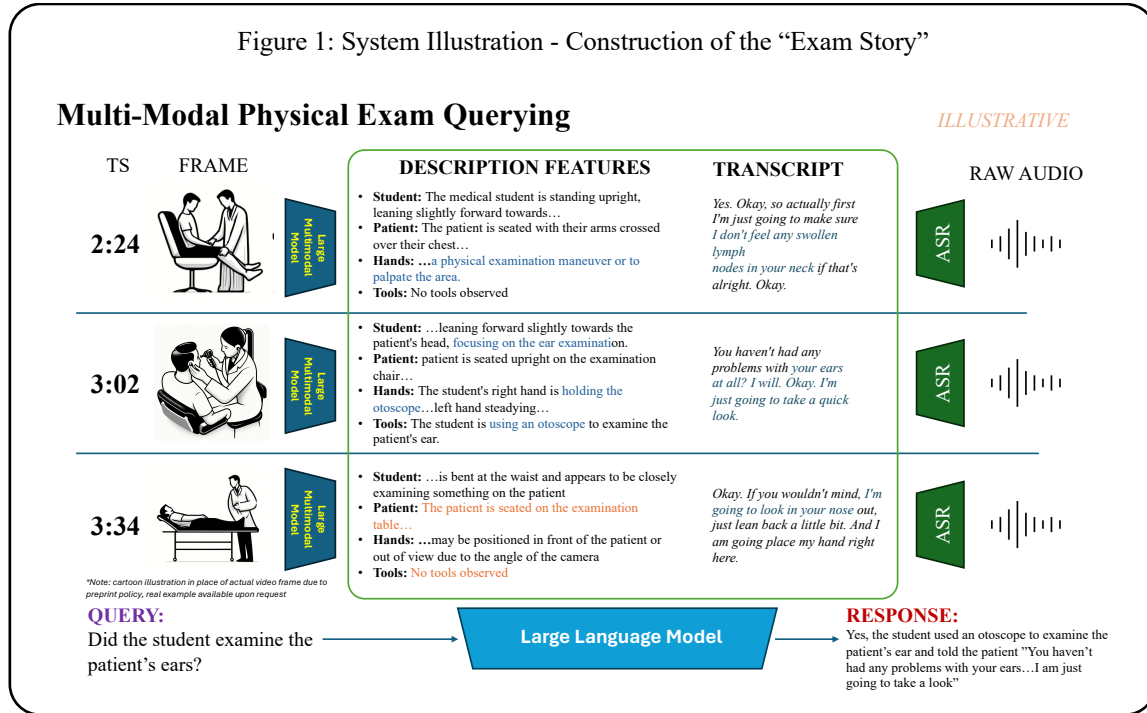 Figure 1: System Illustration - Construction of the “Exam Story”
Multi-Modal Physical Exam Querying
ILLUSTRATIVE
TS
FRAME
DESCRIPTION FEATURES
TRANSCRIPT
RAW AUDIO
2:24
Large
Multimodal
Model
• Student: The medical student is standing upright,
leaning slightly forward towards…
• Patient: The patient is seated with their arms crossed
over their chest…
• Hands: …a physical examination maneuver or to
palpate the area.
• Tools: No tools observed
Yes. Okay, so actually first
I'm just going to make sure
I don't feel any swollen
lymph
nodes in your neck if that's
alright. Okay.
ASR
3:02
Large
Multimodal
Model
• Student: …leaning forward slightly towards the
patient's head, focusing on the ear examination.
• Patient: patient is seated upright on the examination
chair…
• Hands: The student's right hand is holding the
otoscope…left hand steadying…
• Tools: The student is using an otoscope to examine the
patient's ear.
You haven't had any
problems with your ears
at all? I will. Okay. I'm
just going to take a quick
look.
ASR
3:34
Large
Multimodal
Model
• Student: …is bent at the waist and appears to be closely
examining something on the patient
• Patient: The patient is seated on the examination
table…
• Hands: …may be positioned in front of the patient or
out of view due to the angle of the camera
• Tools: No tools observed
Okay. If you wouldn't mind, I'm
going to look in your nose out,
just lean back a little bit. And I
am going place my hand right
here.
ASR
*Note: cartoon illustration in place of actual video frame due to
preprint policy, real example available upon request
QUERY:
Did the student examine the
patient’s ears?
Large Language Model
RESPONSE:
Yes, the student used an otoscope to examine the
patient’s ear and told the patient ”You haven’t
had any problems with your ears…I am just
going to take a look”